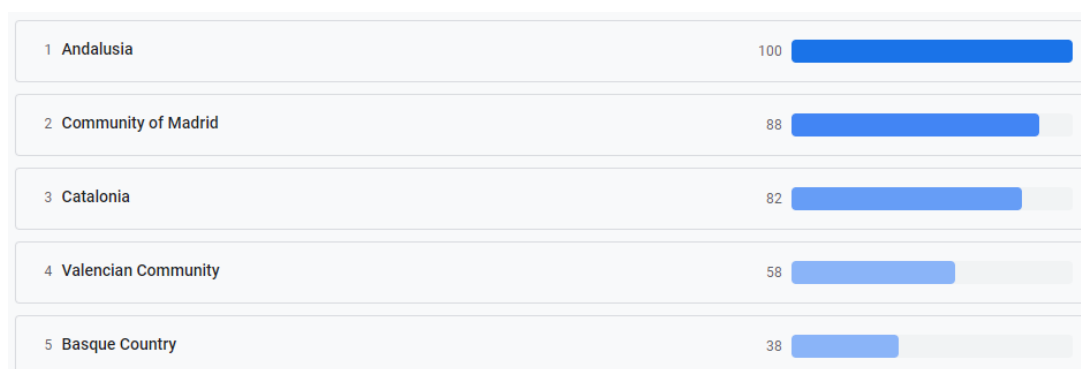 1 Andalusia 100
2 Community of Madrid 88
3 Catalonia 82
4 Valencian Community 58
5 Basque Country 38